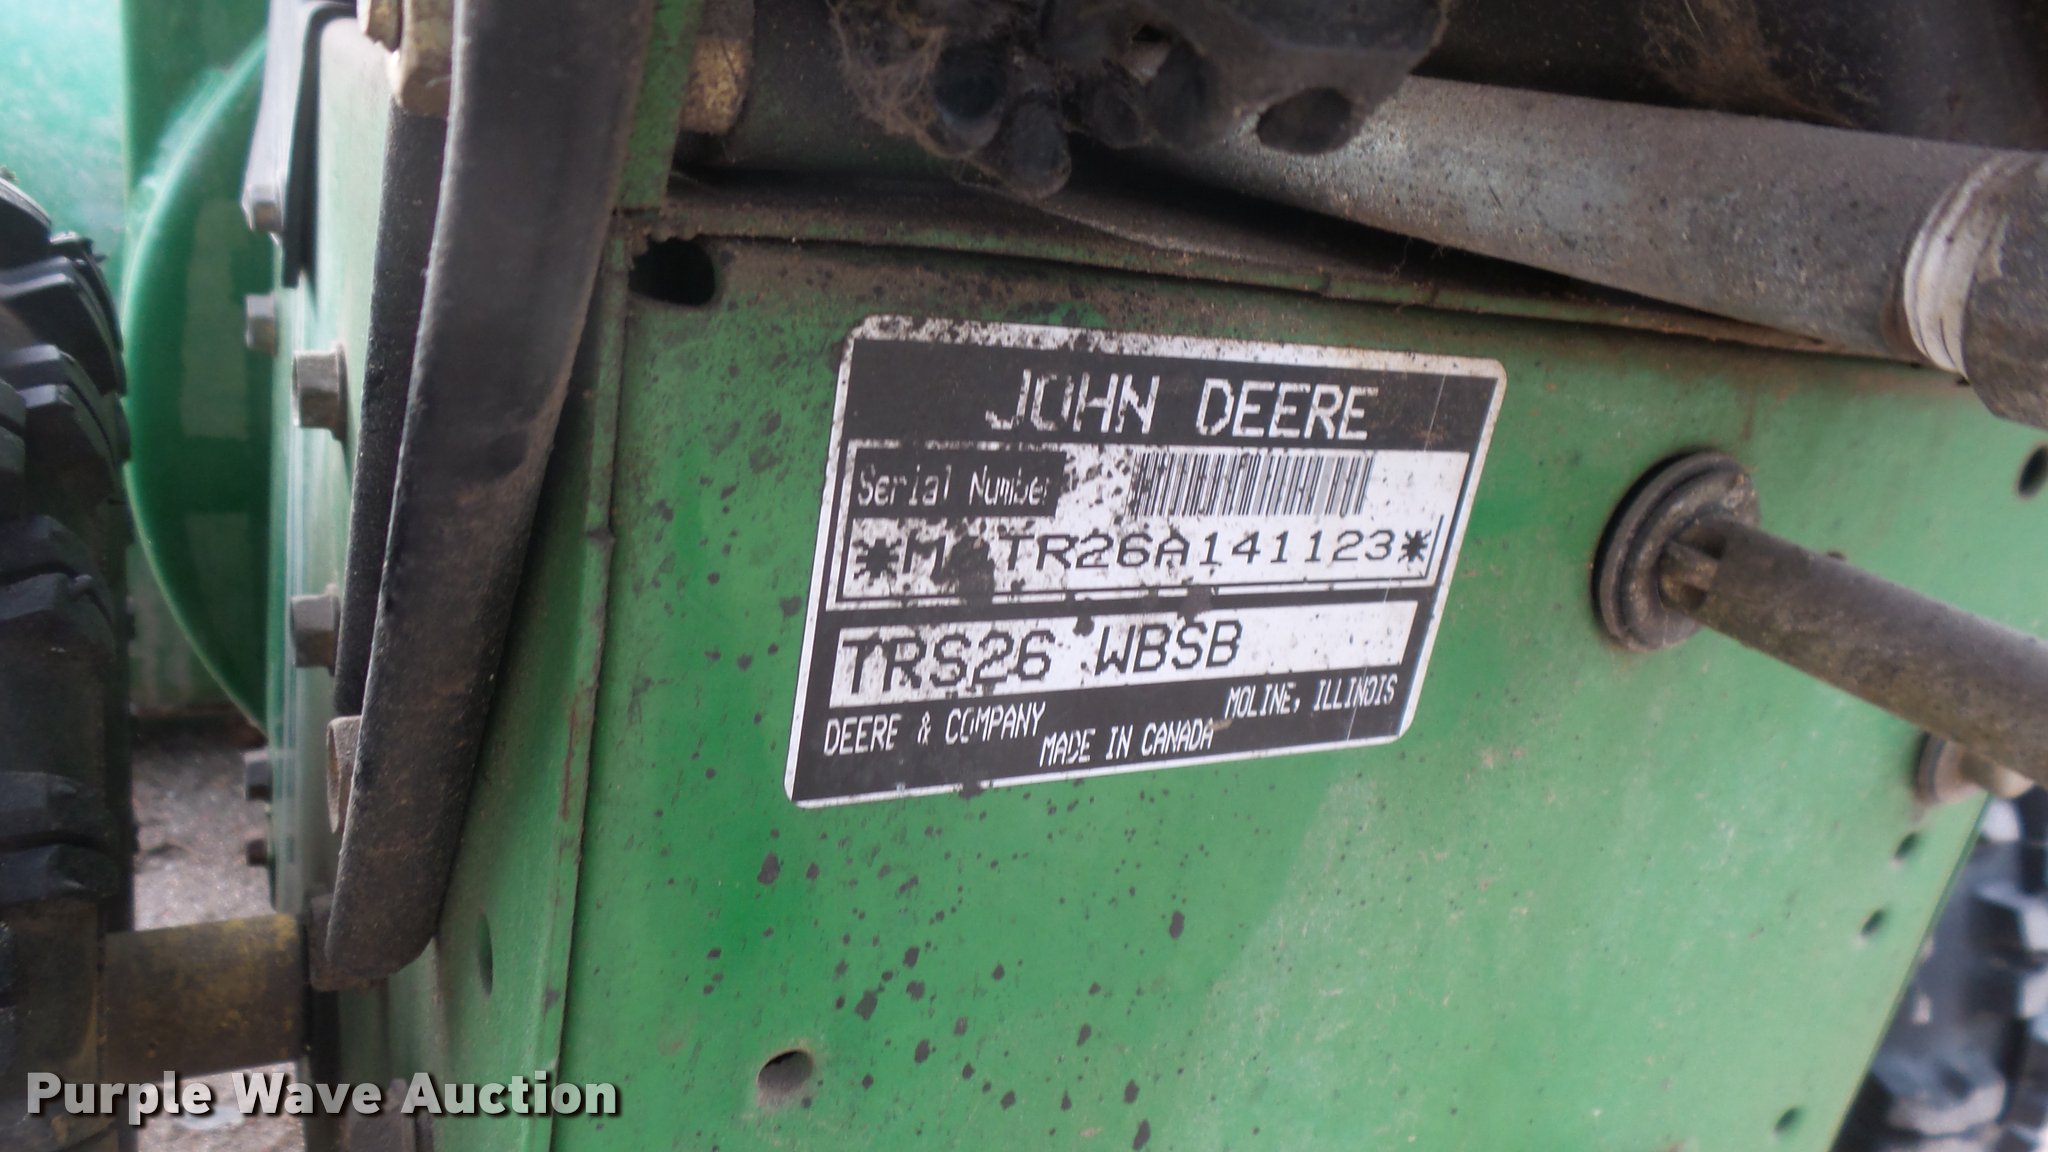 JOHN DEERE
Serial Number
TR26A141123*
TRS26 WBSB
DEERE & COMPANY MOLINE, ILLINOIS
MADE IN CANADA
Purple Wave Auction